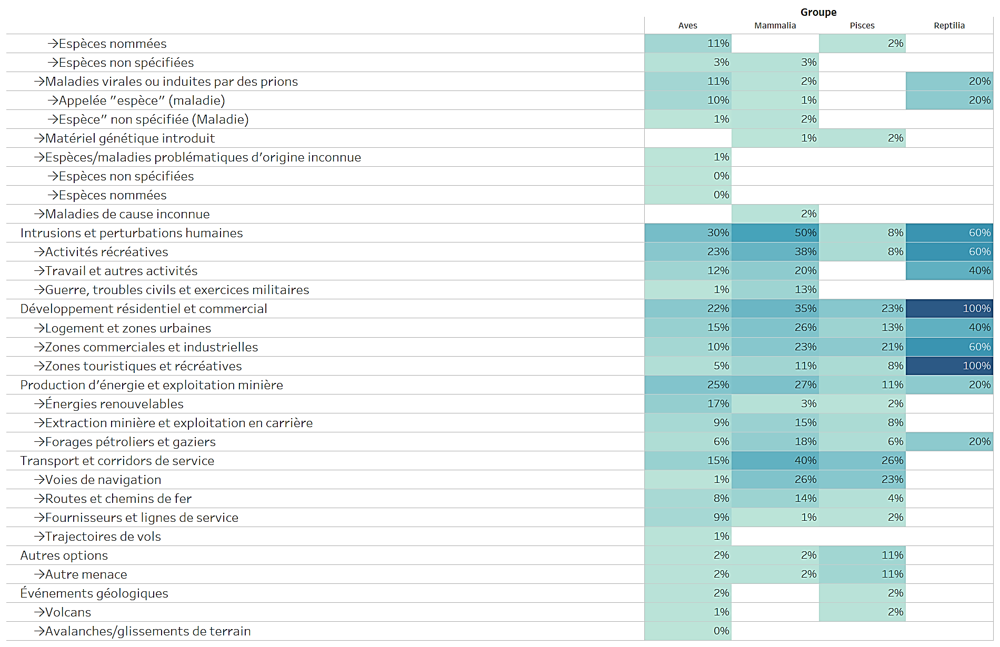 Groupe
Aves Mammalia Pisces Reptilia
→Espèces nommées 11% 2%
→Espèces non spécifiées 3% 3%
→Maladies virales ou induites par des prions 11% 2% 20%
→Appelée "espèce" (maladie) 10% 1% 20%
→Espèce" non spécifiée (Maladie) 1% 2%
→Matériel génétique introduit 1% 2%
→Espèces/maladies problématiques d'origine inconnue 1%
→Espèces non spécifiées 0%
→Espèces nommées 0%
→Maladies de cause inconnue 2%
Intrusions et perturbations humaines 30% 50% 8% 60%
→Activités récréatives 23% 38% 8% 60%
→Travail et autres activités 12% 20% 40%
→Guerre, troubles civils et exercices militaires 1% 13%
Développement résidentiel et commercial 22% 35% 23% 100%
→Logement et zones urbaines 15% 26% 13% 40%
→Zones commerciales et industrielles 10% 23% 21% 60%
→Zones touristiques et récréatives 5% 11% 8% 100%
Production d'énergie et exploitation minière 25% 27% 11% 20%
→Énergies renouvelables 17% 3% 2%
→Extraction minière et exploitation en carrière 9% 15% 8%
→Forages pétroliers et gaziers 6% 18% 6% 20%
Transport et corridors de service 15% 40% 26%
→Voies de navigation 1% 26% 23%
→Routes et chemins de fer 8% 14% 4%
→Fournisseurs et lignes de service 9% 1% 2%
→Trajectoires de vols 1%
Autres options 2% 2% 11%
→Autre menace 2% 2% 11%
Événements géologiques 2% 2%
→Volcans 1% 2%
→Avalanches/glissements de terrain 0%